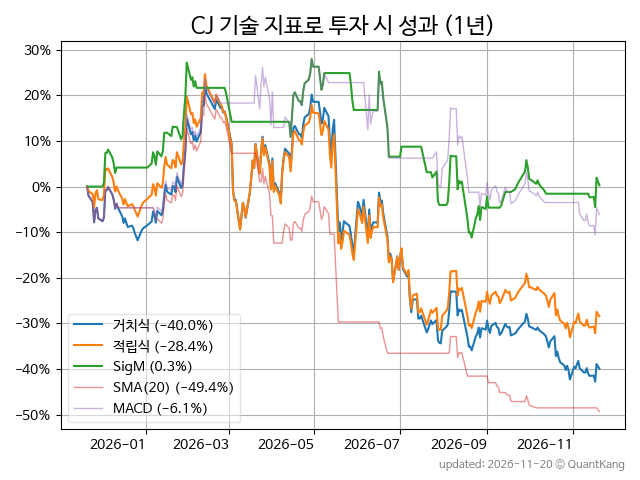 CJ 기술 지표로 투자 시 성과 (1년)
30%
20%
10%
0%
−10%
−20%
−30%
−40%
−50%
거치식 (−40.0%)
적립식 (−28.4%)
SigM (0.3%)
SMA(20) (−49.4%)
MACD (−6.1%)
2026-01 2026-03 2026-05 2026-07 2026-09 2026-11
updated: 2026-11-20 © QuantKang